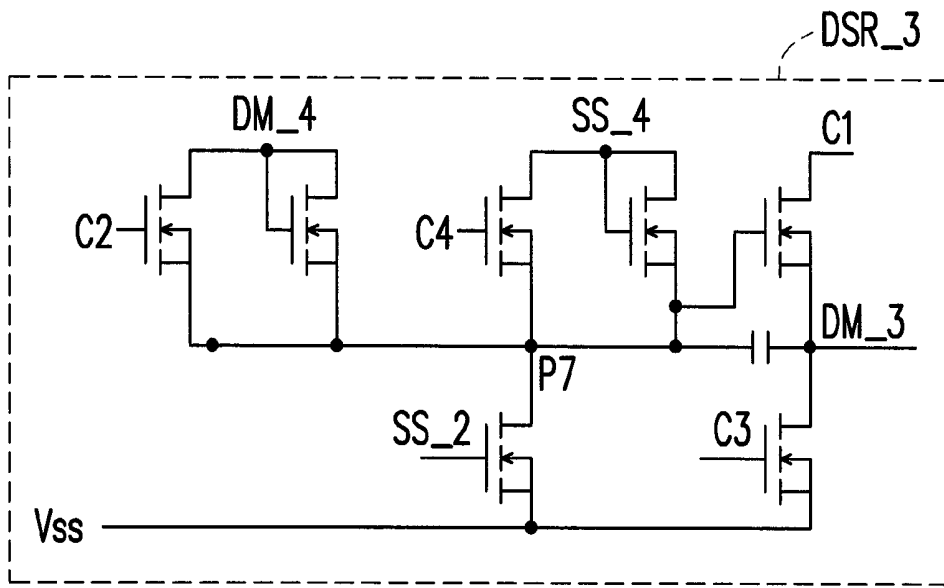 DSR_3
DM_4
SS_4
C1
C2
C4
DM_3
P7
SS_2
C3
Vss